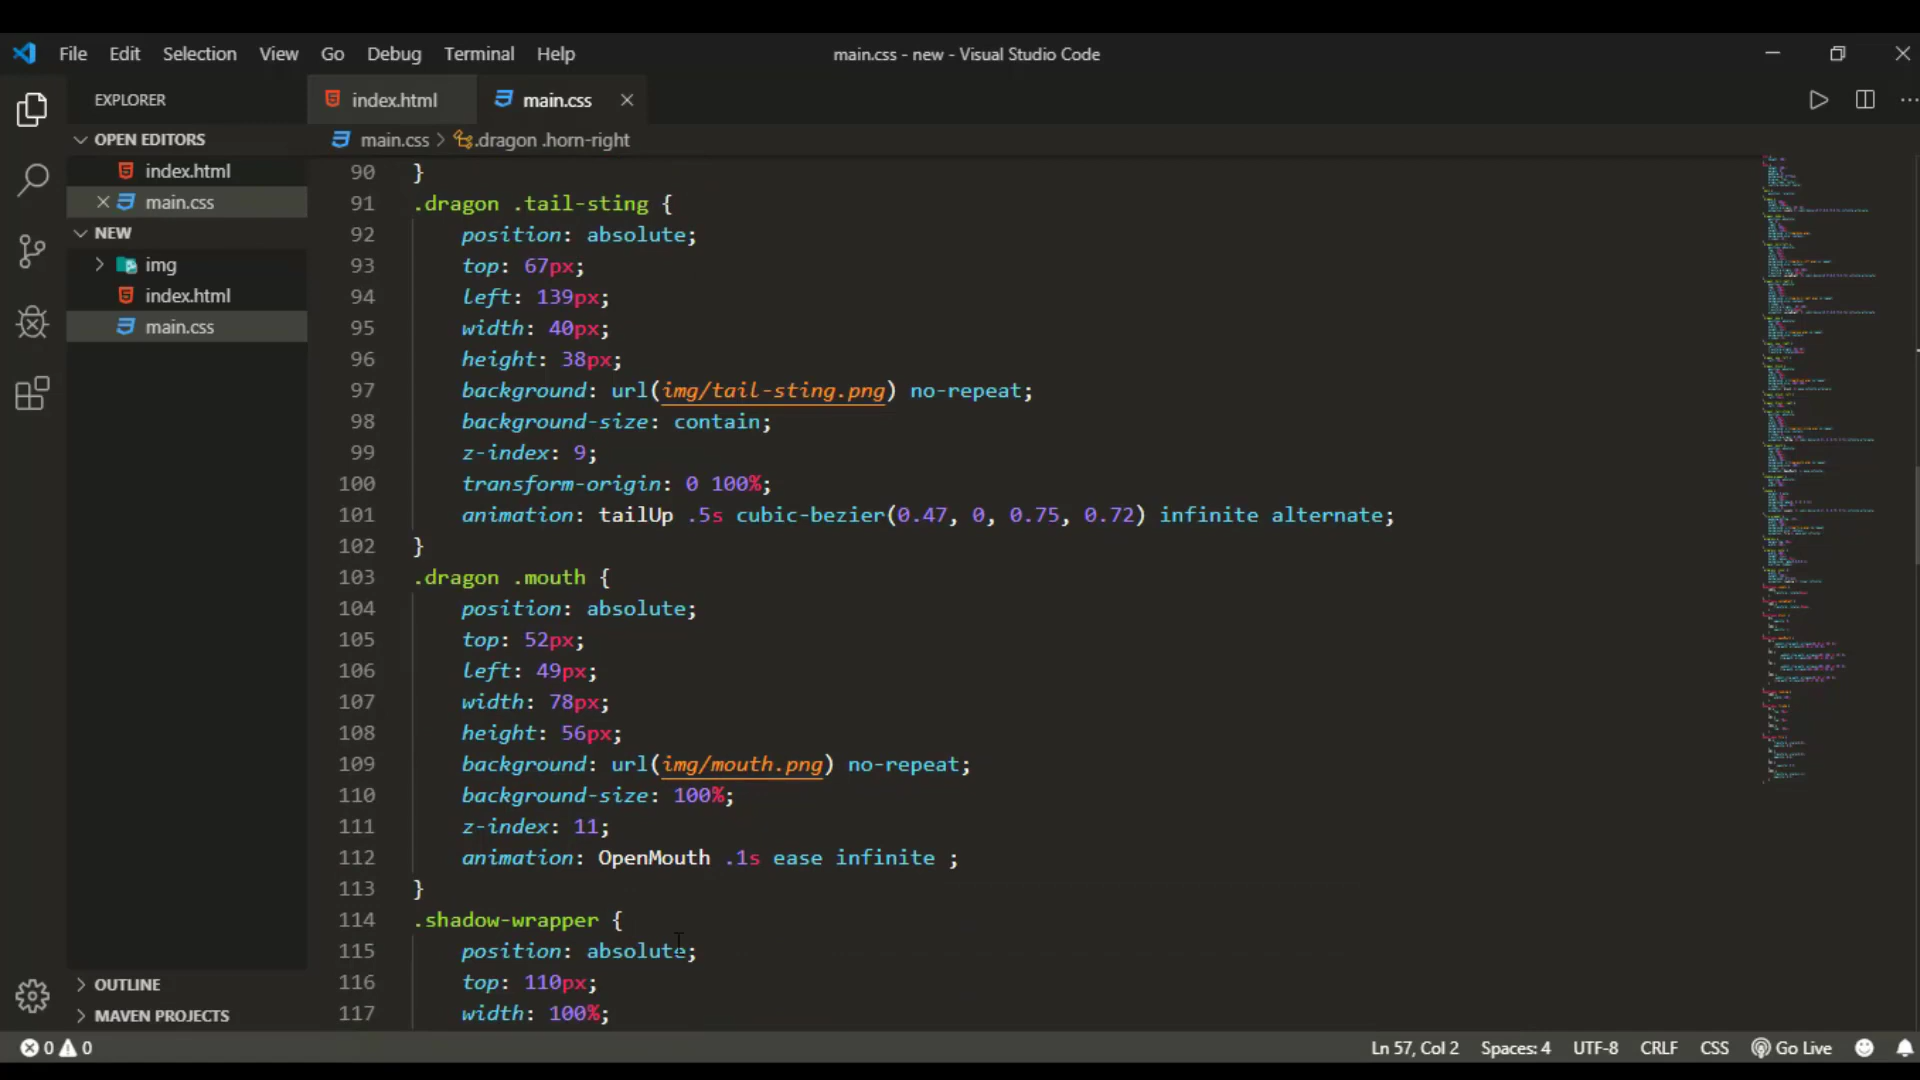 File Edit Selection View Go Debug Terminal Help main.css - new - Visual Studio Code
EXPLORER
index.html
main.css
OPEN EDITORS
index.html
main.css
NEW
img
index.html
main.css
OUTLINE
MAVEN PROJECTS
main.css > .dragon .horn-right
90 }
91 .dragon .tail-sting {
92 position: absolute;
93 top: 67px;
94 left: 139px;
95 width: 40px;
96 height: 38px;
97 background: url(img/tail-sting.png) no-repeat;
98 background-size: contain;
99 z-index: 9;
100 transform-origin: 0 100%;
101 animation: tailUp .5s cubic-bezier(0.47, 0, 0.75, 0.72) infinite alternate;
102 }
103 .dragon .mouth {
104 position: absolute;
105 top: 52px;
106 left: 49px;
107 width: 78px;
108 height: 56px;
109 background: url(img/mouth.png) no-repeat;
110 background-size: 100%;
111 z-index: 11;
112 animation: OpenMouth .1s ease infinite ;
113 }
114 .shadow-wrapper {
115 position: absolute;
116 top: 110px;
117 width: 100%;
0 0 Ln 57, Col 2 Spaces: 4 UTF-8 CRLF CSS Go Live